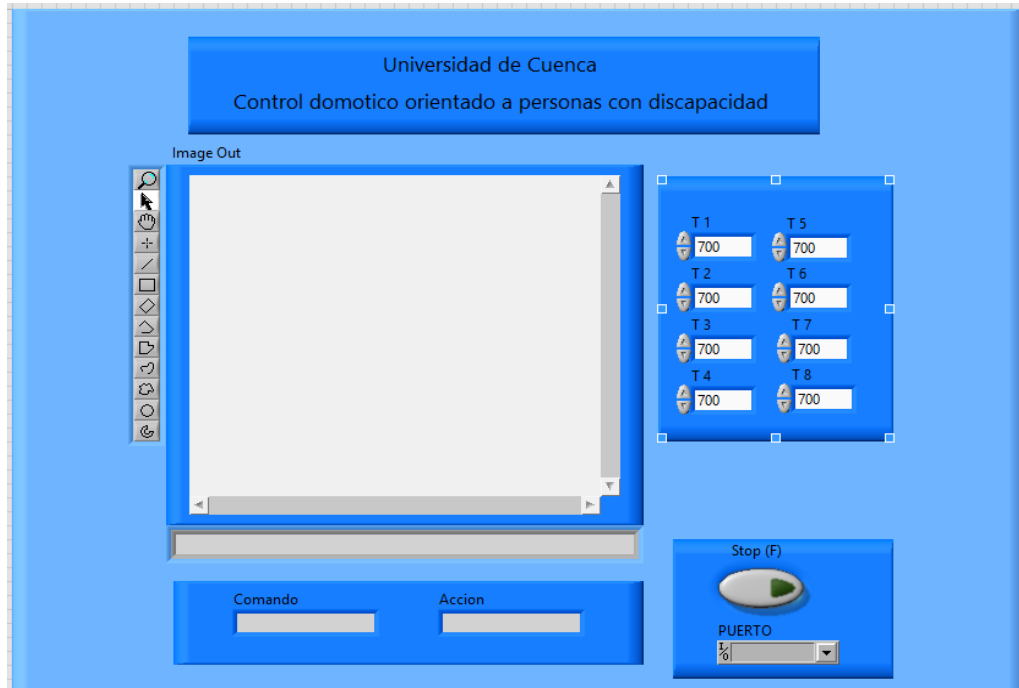 Universidad de Cuenca
Control domotico orientado a personas con discapacidad
Image Out
T 1 T 5
700 700
T 2 T 6
700 700
T 3 T 7
700 700
T 4 T 8
700 700
Stop (F)
Comando Accion
PUERTO
I/O